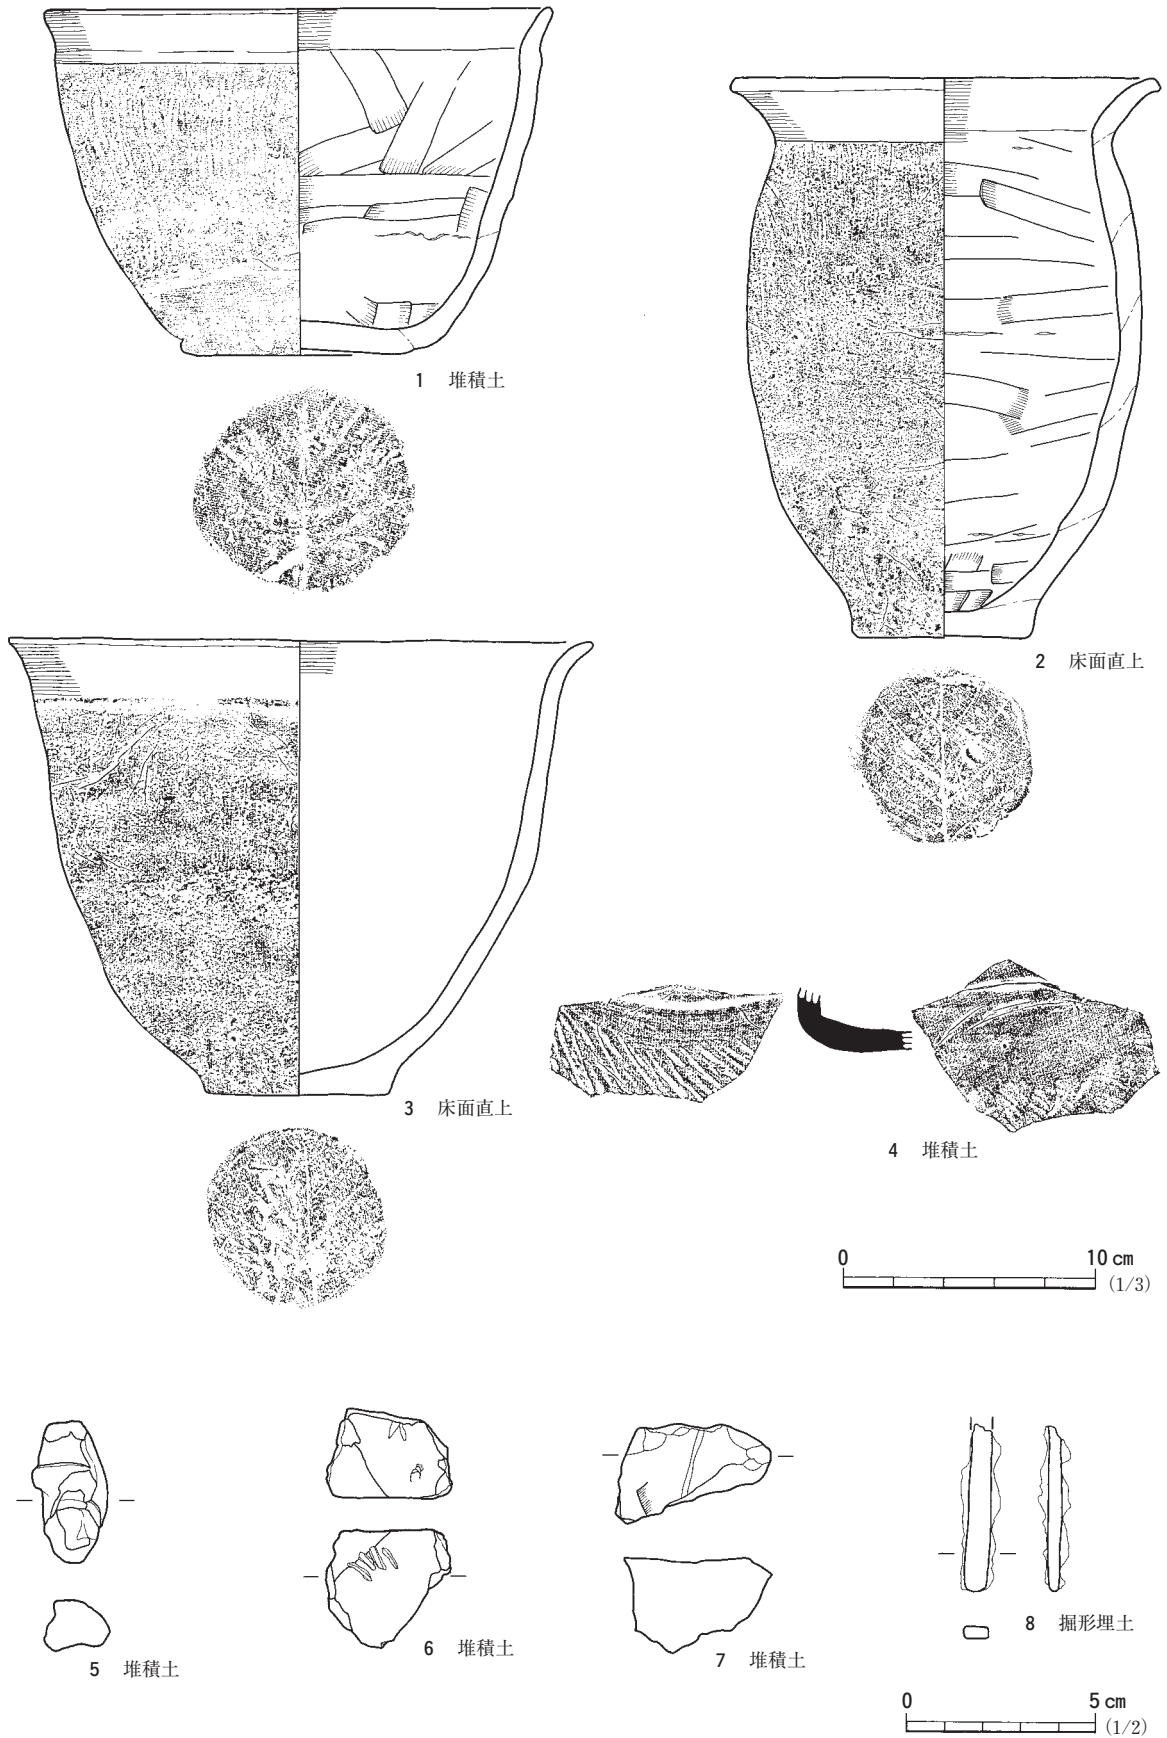 1 堆積土
2 床面直上
3 床面直上
4 堆積土
0 10 cm
(1/3)
5 堆積土
6 堆積土
7 堆積土
8 掘形埋土
0 5 cm
(1/2)